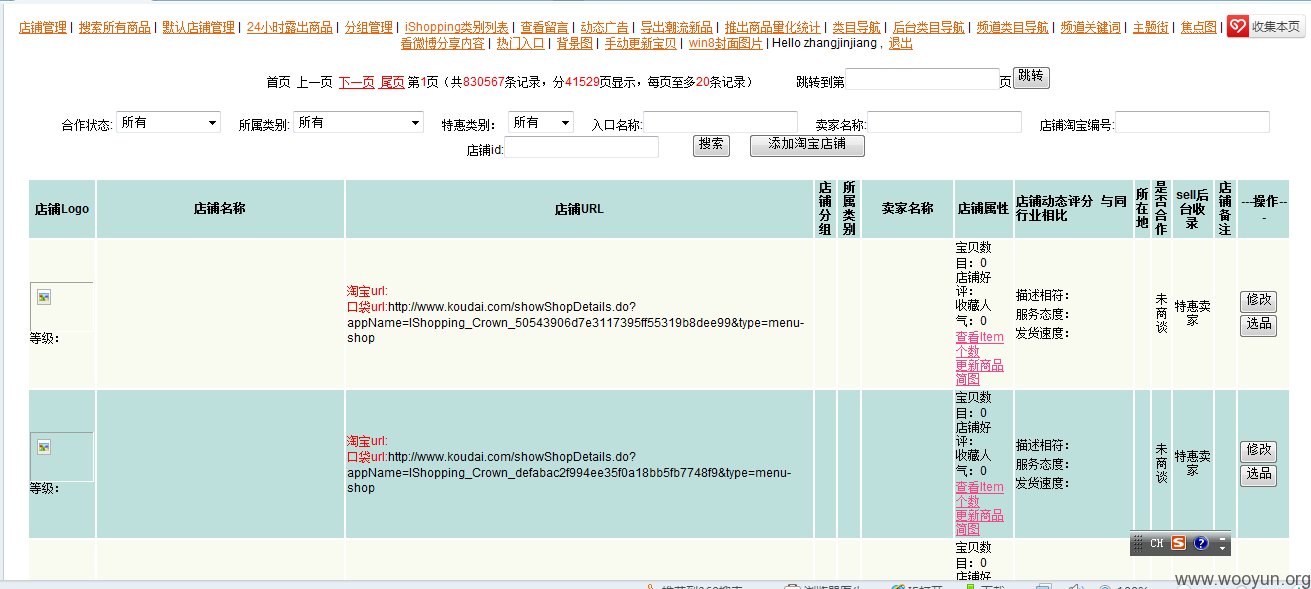 店铺管理 | 搜索所有商品 | 默认店铺管理 | 24小时露出商品 | 分组管理 | iShopping类别列表 | 查看留言 | 动态广告 | 导出潮流新品 | 推出商品量化统计 | 类目导航 | 后台类目导航 | 频道类目导航 | 频道关键词 | 主题街 | 焦点图 | 收集本页
看微博分享内容 | 热门入口 | 背景图 | 手动更新宝贝 | win8封面图片 | Hello zhangjinjiang , 退出
首页 上一页 下一页 尾页 第1页（共830567条记录，分41529页显示，每页至多20条记录） 跳转到第 页 跳转
合作状态: 所有 所属类别: 所有 特惠类别： 所有 入口名称: 卖家名称: 店铺淘宝编号:
店铺id: 搜索 添加淘宝店铺
店铺Logo 店铺名称 店铺URL 店铺分组 所属类别 卖家名称 店铺属性 店铺动态评分 与同行业相比 所在地 是否合作 sell后台收录 店铺备注 ---操作---
等级：
淘宝url:
口袋url:http://www.koudai.com/showShopDetails.do?
appName=IShopping_Crown_50543906d7e3117395ff55319b8dee99&type=menu-
shop
宝贝数
目：0
店铺好
评：
收藏人
气：0
查看Item
个数
更新商品
简图
描述相符：
服务态度：
发货速度：
未商谈
特惠卖家
修改
选品
等级：
淘宝url:
口袋url:http://www.koudai.com/showShopDetails.do?
appName=IShopping_Crown_defabac2f994ee35f0a18bb5fb7748f9&type=menu-
shop
宝贝数
目：0
店铺好
评：
收藏人
气：0
查看Item
个数
更新商品
简图
描述相符：
服务态度：
发货速度：
未商谈
特惠卖家
修改
选品
宝贝数
目：0
店铺好
CH
www.wooyun.org